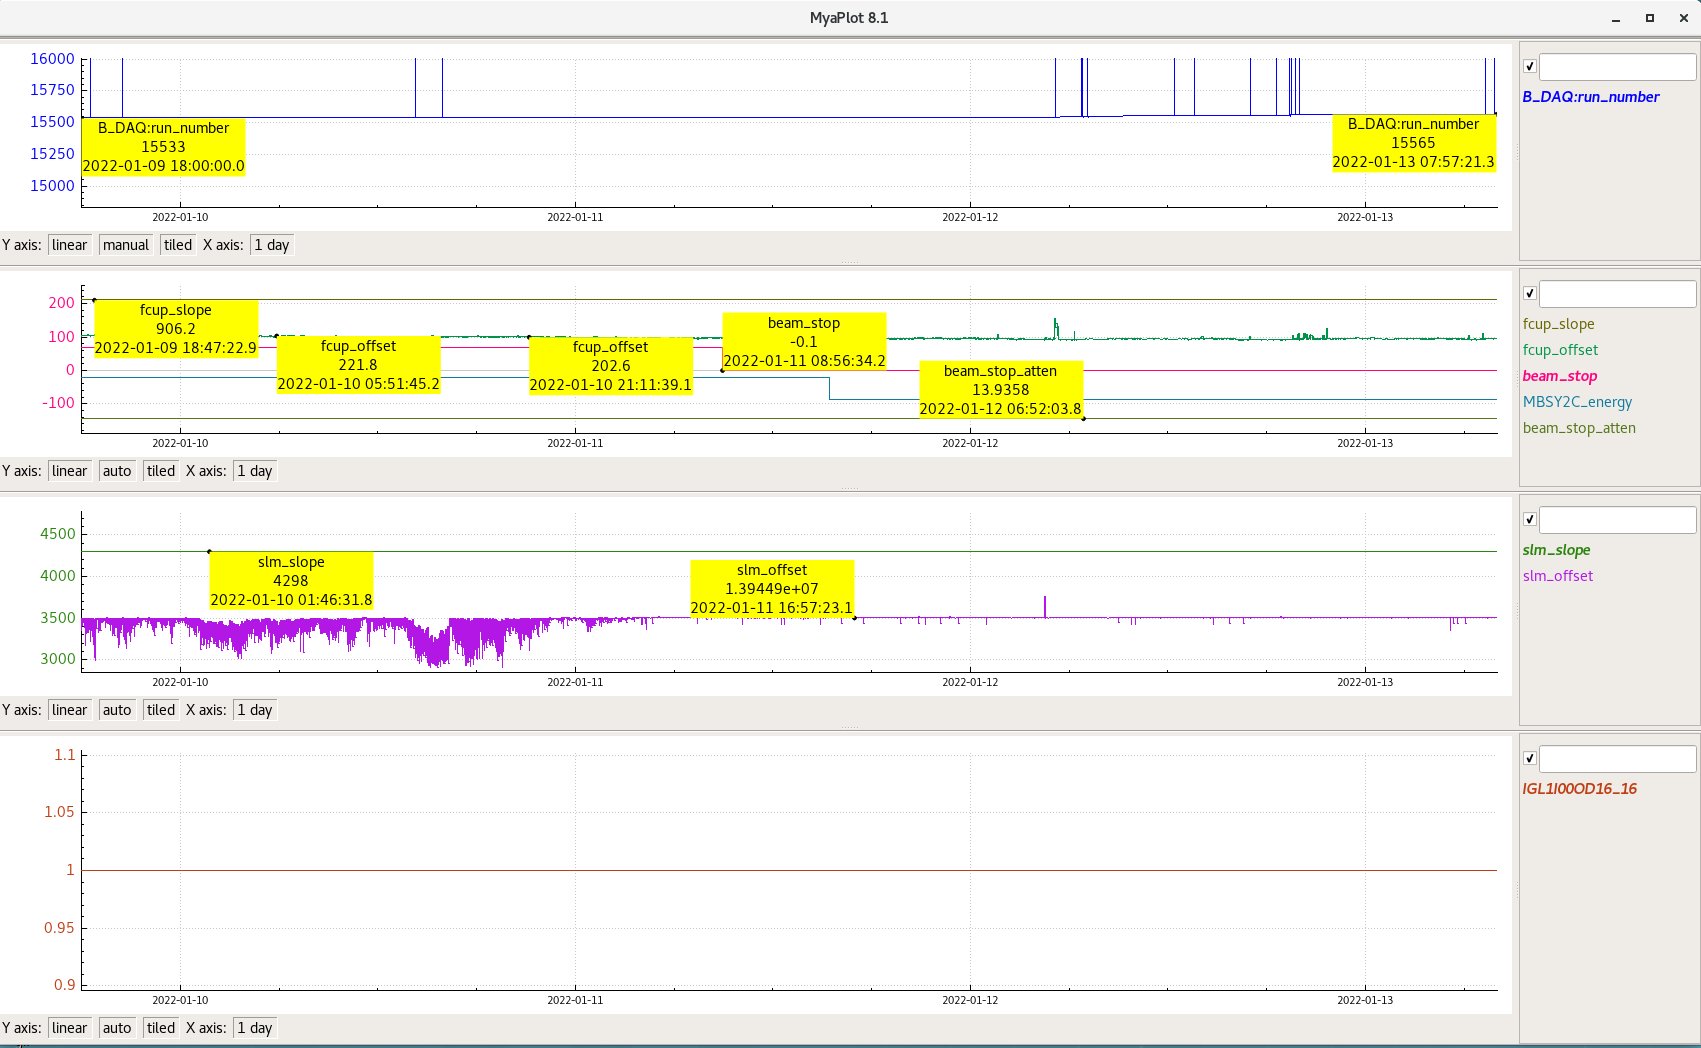 MyaPlot 8.1
16000
15750
15500
15250
15000
B_DAQ:run_number
15533
2022-01-09 18:00:00.0
B_DAQ:run_number
15565
2022-01-13 07:57:21.3
2022-01-10
2022-01-11
2022-01-12
2022-01-13
B_DAQ:run_number
Y axis: linear manual tiled X axis: 1 day
200
100
0
-100
fcup_slope
906.2
2022-01-09 18:47:22.9
fcup_offset
221.8
2022-01-10 05:51:45.2
fcup_offset
202.6
2022-01-10 21:11:39.1
beam_stop
-0.1
2022-01-11 08:56:34.2
beam_stop_atten
13.9358
2022-01-12 06:52:03.8
2022-01-10
2022-01-11
2022-01-12
2022-01-13
fcup_slope
fcup_offset
beam_stop
MBSY2C_energy
beam_stop_atten
Y axis: linear auto tiled X axis: 1 day
4500
4000
3500
3000
slm_slope
4298
2022-01-10 01:46:31.8
slm_offset
1.39449e+07
2022-01-11 16:57:23.1
2022-01-10
2022-01-11
2022-01-12
2022-01-13
slm_slope
slm_offset
Y axis: linear auto tiled X axis: 1 day
1.1
1.05
1
0.95
0.9
2022-01-10
2022-01-11
2022-01-12
2022-01-13
IGL1I00OD16_16
Y axis: linear auto tiled X axis: 1 day